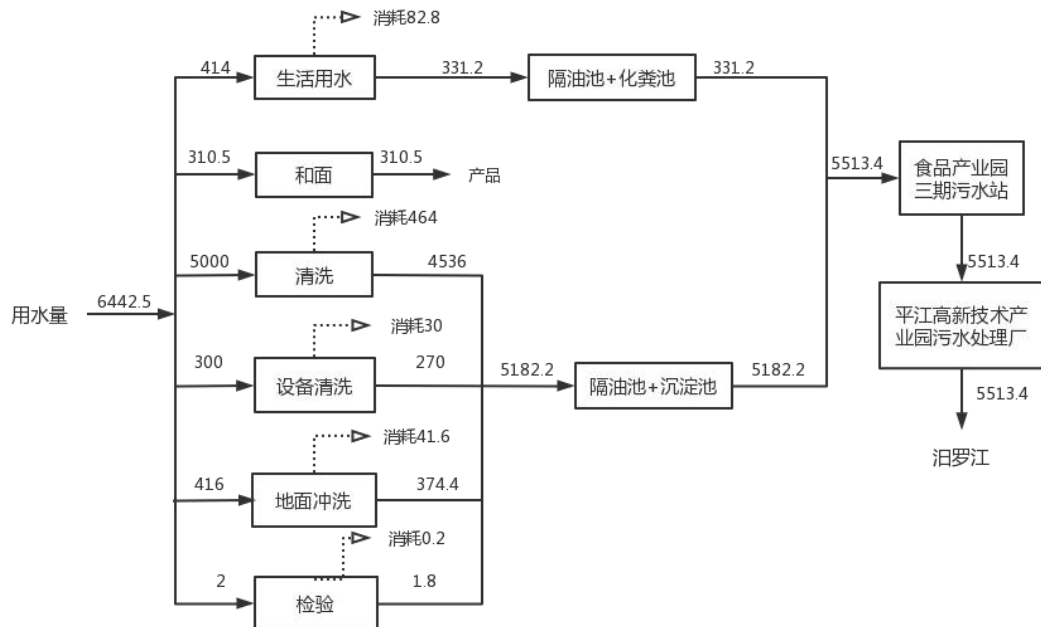 消耗82.8
414
生活用水
331.2
隔油池+化粪池
331.2
310.5
和面
310.5
产品
5513.4
食品产业园
三期污水站
消耗464
5000
清洗
4536
5513.4
用水量
6442.5
平江高新技术产
业园污水处理厂
消耗30
300
设备清洗
270
5182.2
隔油池+沉淀池
5182.2
5513.4
汨罗江
消耗41.6
416
地面冲洗
374.4
消耗0.2
2
检验
1.8